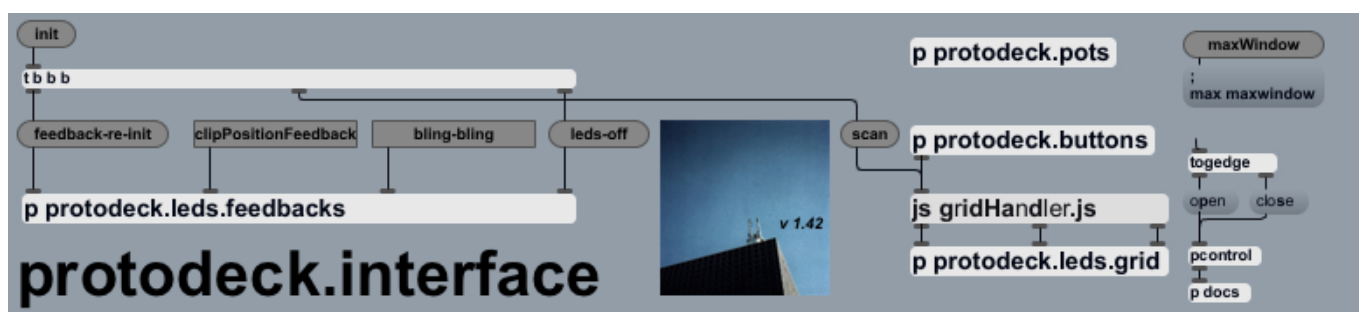 init
t b b b
feedback-re-init
clipPositionFeedback
bling-bling
leds-off
p protodeck.leds.feedbacks
protodeck.interface
v 1.42
scan
p protodeck.pots
p protodeck.buttons
js gridHandler.js
p protodeck.leds.grid
maxWindow
;
max maxwindow
togedge
open
close
pcontrol
p docs